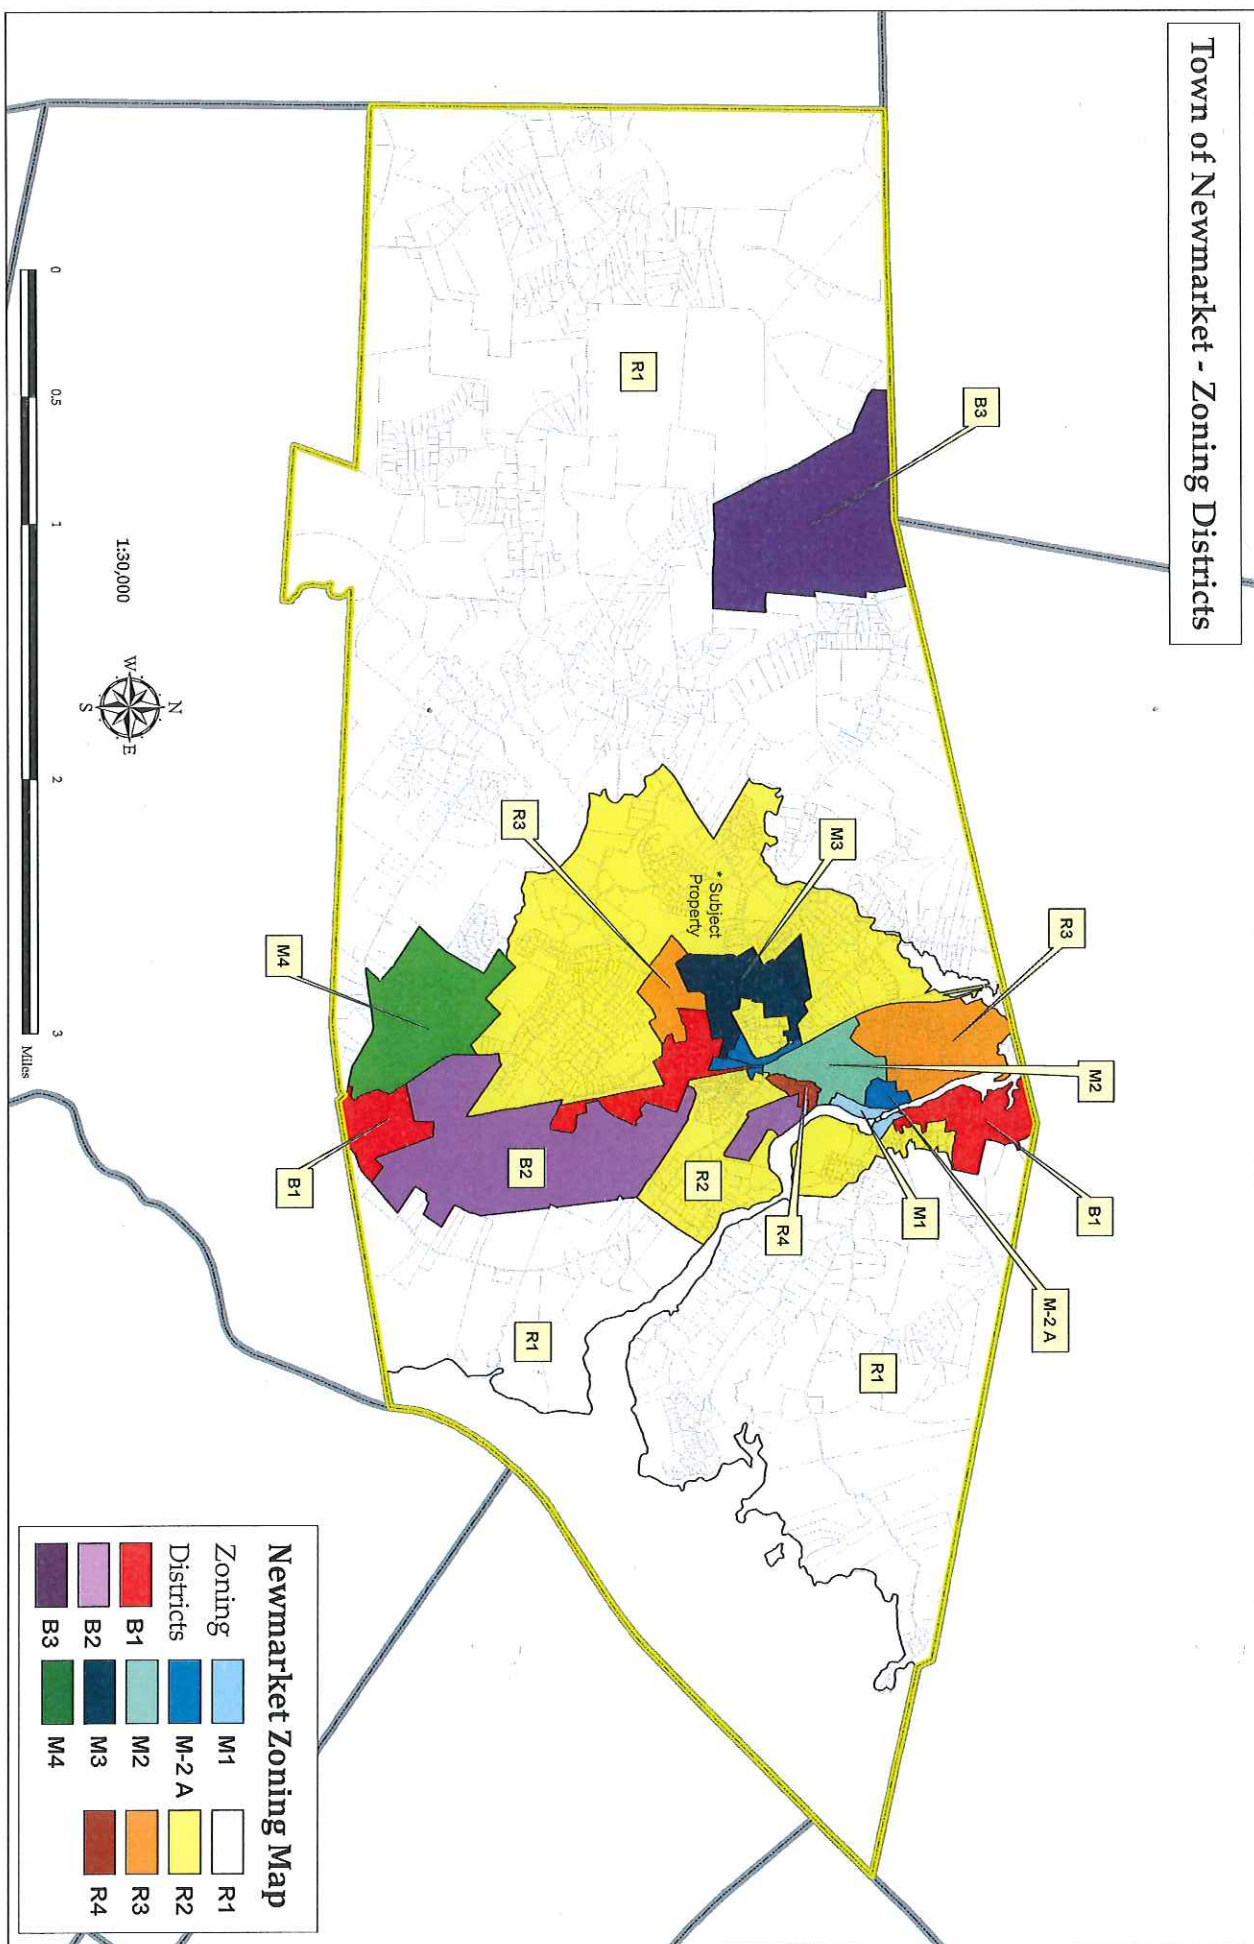 Town of Newmarket - Zoning Districts
B3
R3
B1
M-2 A
M2
M3
M1
R1
R1
* Subject
Property
R4
R2
R3
B2
R1
M4
B1
1:30,000
N
W
E
S
0
0.5
1
2
3
Miles
Newmarket Zoning Map
Zoning
Districts
B1
B2
B3
M1
M-2 A
M2
M3
M4
R1
R2
R3
R4